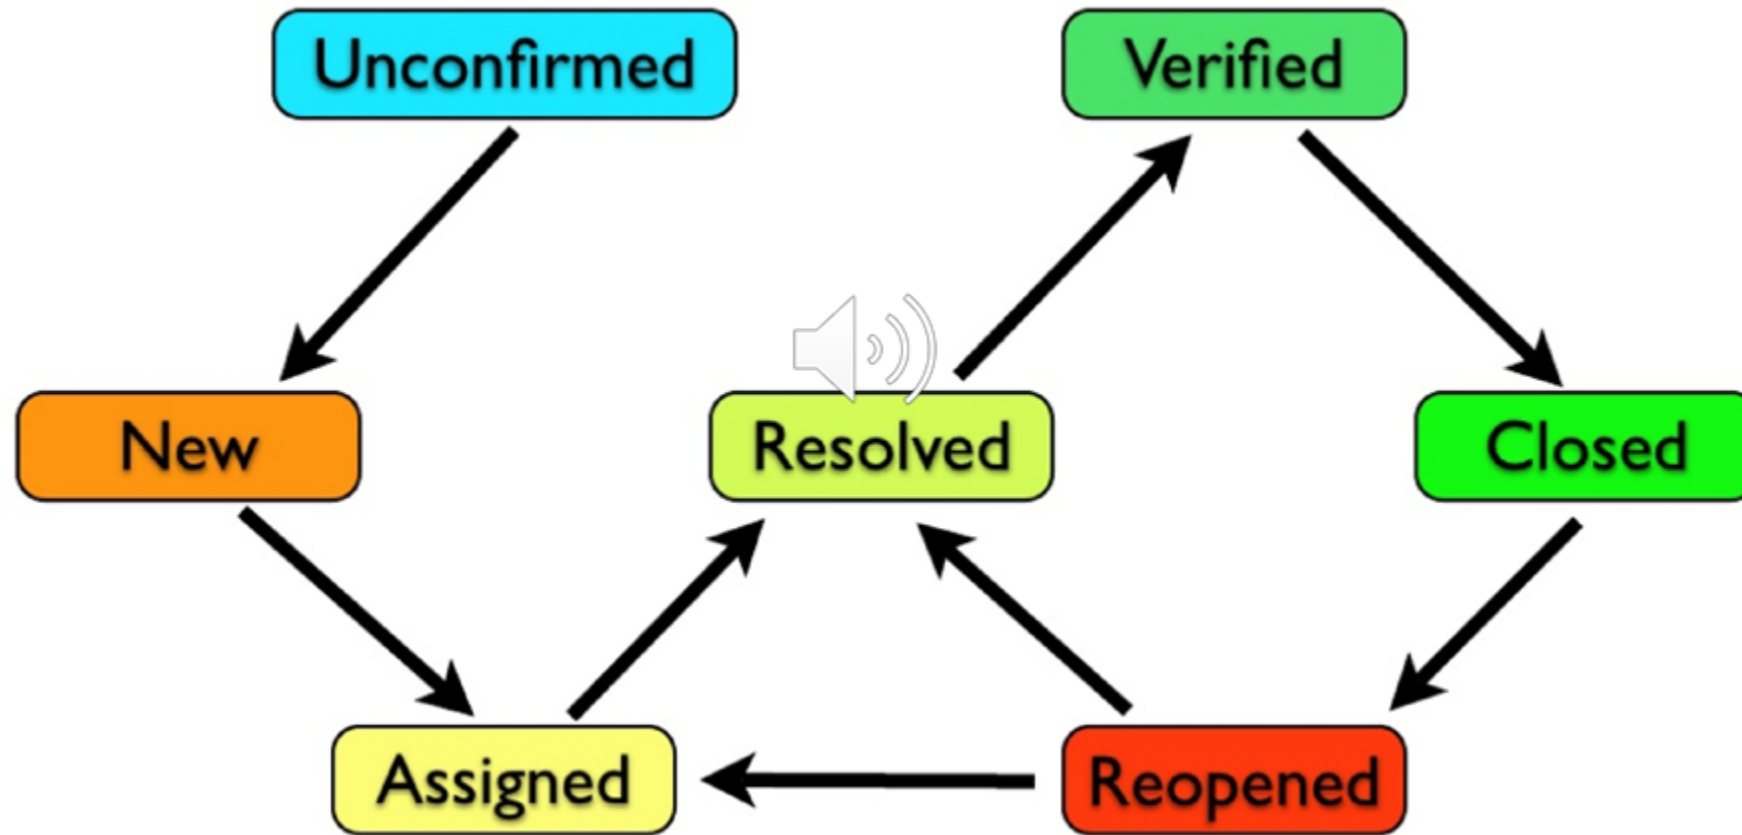 Unconfirmed
Verified
New
Resolved
Closed
Assigned
Reopened